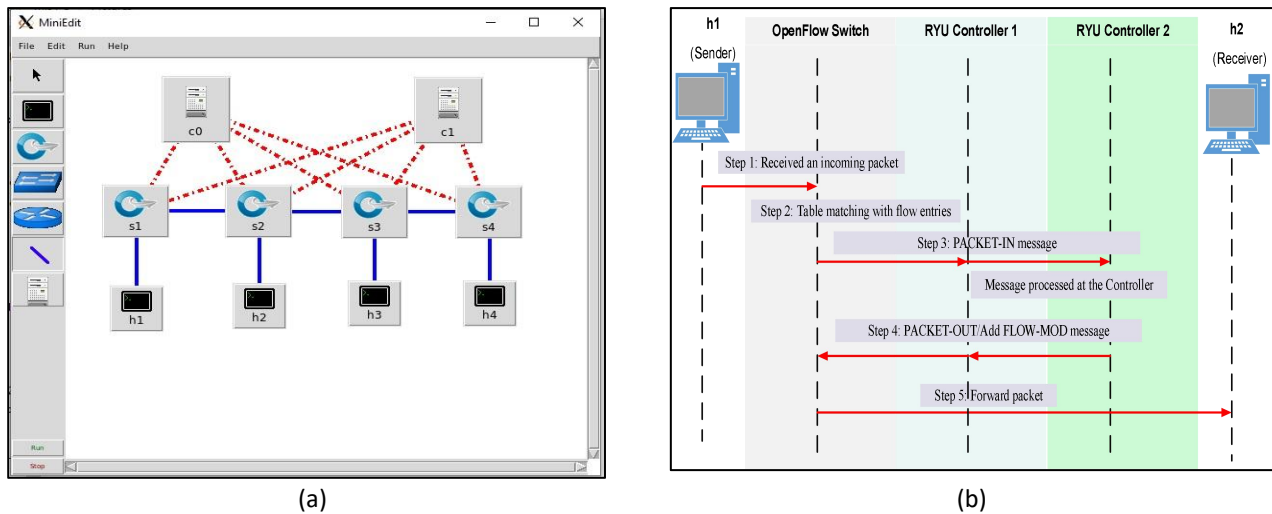 MiniEdit
File Edit Run Help
c0
c1
s1
s2
s3
s4
h1
h2
h3
h4
Run
Stop
(a)
h1
(Sender)
OpenFlow Switch
RYU Controller 1
RYU Controller 2
h2
(Receiver)
Step 1: Received an incoming packet
Step 2: Table matching with flow entries
Step 3: PACKET-IN message
Message processed at the Controller
Step 4: PACKET-OUT/Add FLOW-MOD message
Step 5: Forward packet
(b)